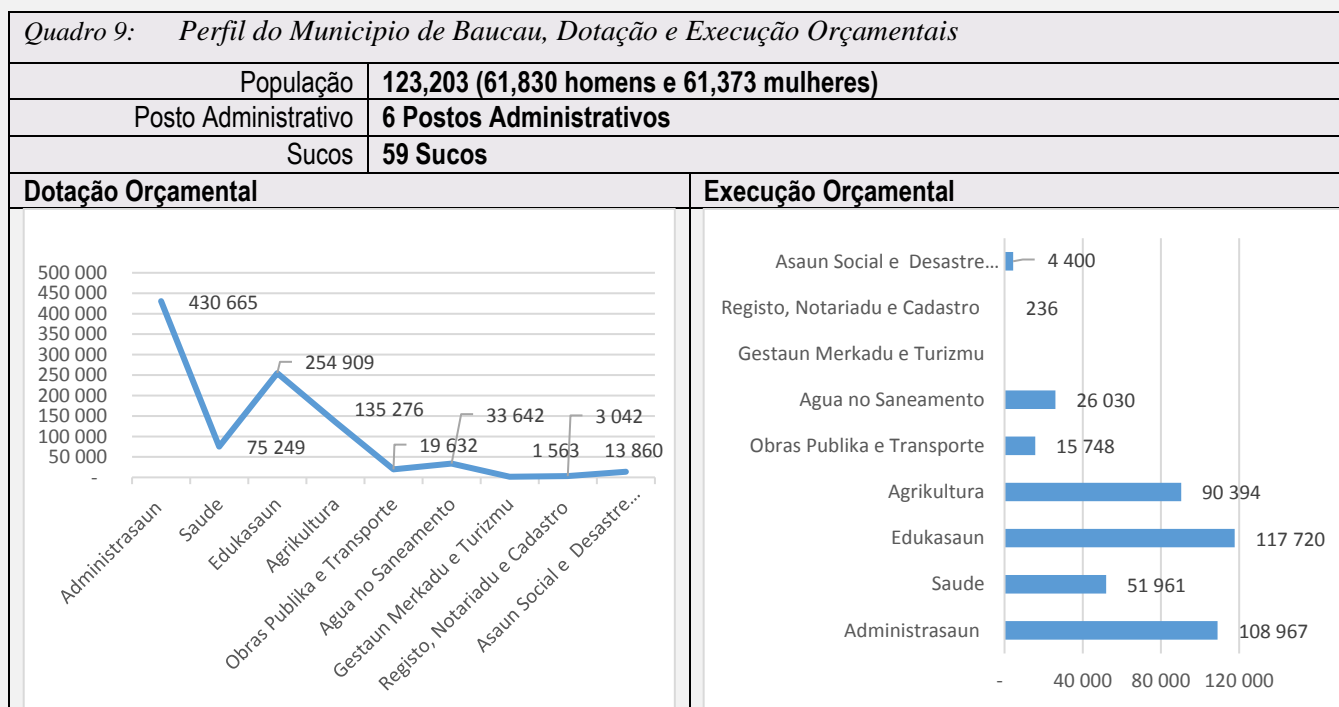 Quadro 9: Perfil do Municipio de Baucau, Dotação e Execução Orçamentais
População 123,203 (61,830 homens e 61,373 mulheres)
Posto Administrativo 6 Postos Administrativos
Sucos 59 Sucos
Dotação Orçamental
500 000
450 000
400 000
350 000
300 000
250 000
200 000
150 000
100 000
50 000
-
430 665
75 249
254 909
135 276
19 632
33 642
1 563
3 042
13 860
Administrasaun
Saude
Edukasaun
Agrikultura
Obras Publika e Transporte
Agua no Saneamento
Gestaun Merkadu e Turizmu
Registo, Notariadu e Cadastro
Asaun Social e Desastre...
Execução Orçamental
Asaun Social e Desastre... 4 400
Registo, Notariadu e Cadastro 236
Gestaun Merkadu e Turizmu
Agua no Saneamento 26 030
Obras Publika e Transporte 15 748
Agrikultura 90 394
Edukasaun 117 720
Saude 51 961
Administrasaun 108 967
- 40 000 80 000 120 000